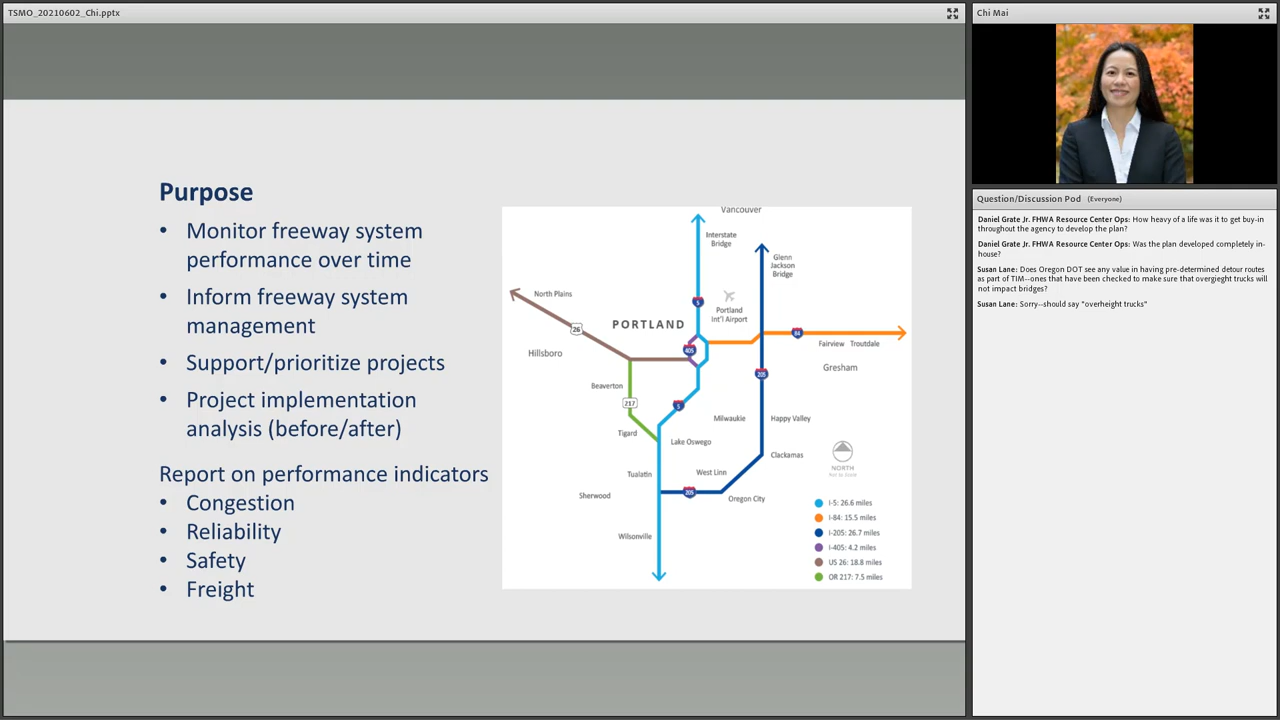 TSMO_20210602_Chi.pptx
Purpose
• Monitor freeway system
performance over time
• Inform freeway system
management
• Support/prioritize projects
• Project implementation
analysis (before/after)
Report on performance indicators
• Congestion
• Reliability
• Safety
• Freight
Vancouver
Interstate
Bridge
Glenn
Jackson
Bridge
North Plains
5
Portland
Int'l Airport
26
PORTLAND
84
405
Fairview
Troutdale
Hillsboro
Gresham
205
Beaverton
217
5
Milwaukie
Happy Valley
Tigard
Lake Oswego
Clackamas
NORTH
Not to Scale
Tualatin
West Linn
Sherwood
205
Oregon City
Wilsonville
I-5: 26.6 miles
I-84: 15.5 miles
I-205: 26.7 miles
I-405: 4.2 miles
US 26: 18.8 miles
OR 217: 7.5 miles
Chi Mai
Question/Discussion Pod (Everyone)
Daniel Grate Jr. FHWA Resource Center Ops: How heavy of a life was it to get buy-in
throughout the agency to develop the plan?
Daniel Grate Jr. FHWA Resource Center Ops: Was the plan developed completely in-
house?
Susan Lane: Does Oregon DOT see any value in having pre-determined detour routes
as part of TIM--ones that have been checked to make sure that overgieght trucks will
not impact bridges?
Susan Lane: Sorry--should say "overheight trucks"